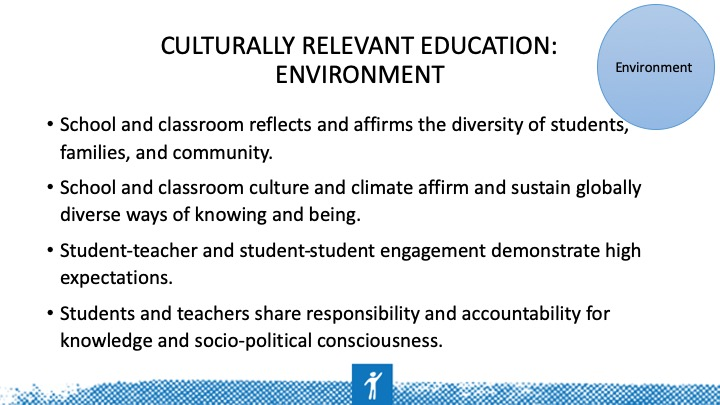 CULTURALLY RELEVANT EDUCATION:
ENVIRONMENT
Environment
• School and classroom reflects and affirms the diversity of students,
families, and community.
• School and classroom culture and climate affirm and sustain globally
diverse ways of knowing and being.
• Student-teacher and student-student engagement demonstrate high
expectations.
• Students and teachers share responsibility and accountability for
knowledge and socio-political consciousness.